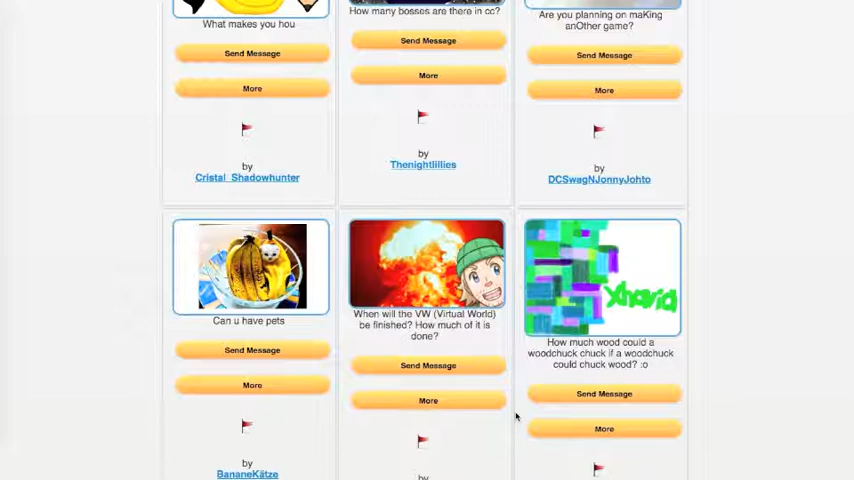 What makes you hou
Send Message
More
by
Cristal_Shadowhunter
How many bosses are there in cc?
Send Message
More
by
Thenightlillies
Are you planning on maKing
anOther game?
Send Message
More
by
DCSwagNJonnyJohto
Can u have pets
Send Message
More
by
BananeKätze
When will the VW (Virtual World)
be finished? How much of it is
done?
Send Message
More
by
xhavia
How much wood could a
woodchuck chuck if a woodchuck
could chuck wood? :o
Send Message
More